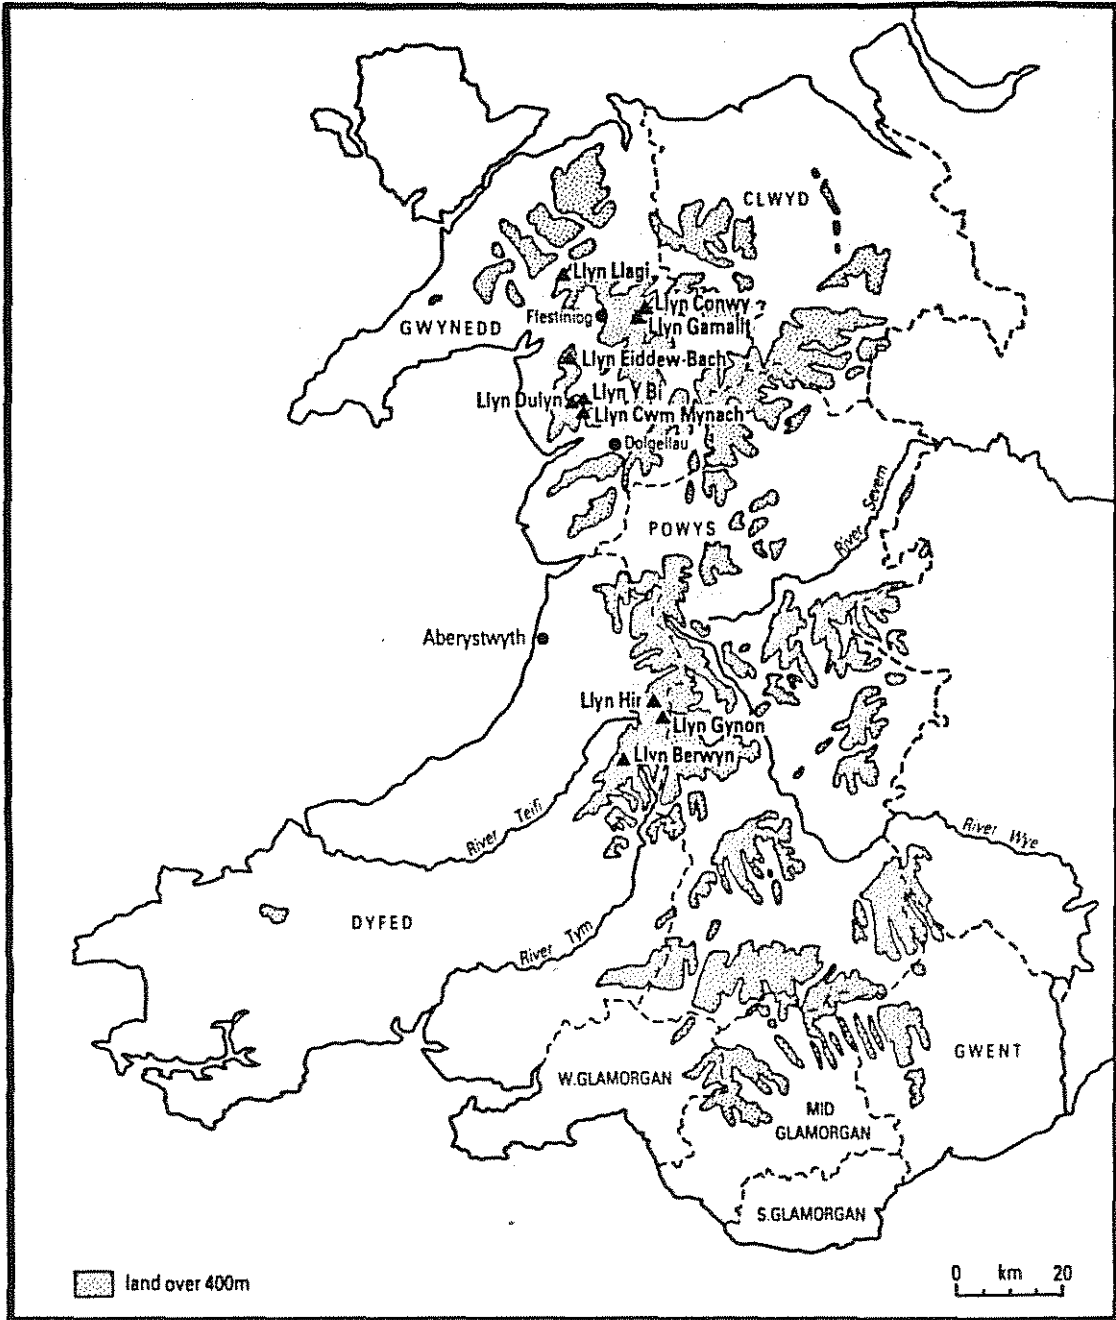 CLWYD
Llyn Llagi
Llyn Conwy
Ffestiniog
Llyn Gamallt
GWYNEDD
Llyn Eiddew-Bach
Llyn Y Bi
Llyn Dulyn
Llyn Cwm Mynach
Dolgellau
River Severn
POWYS
Aberystwyth
Llyn Hir
Llyn Gynon
Llyn Berwyn
River Teifi
River Wye
DYFED
River Tym
GWENT
W.GLAMORGAN
MID
GLAMORGAN
S.GLAMORGAN
land over 400m
0 km 20